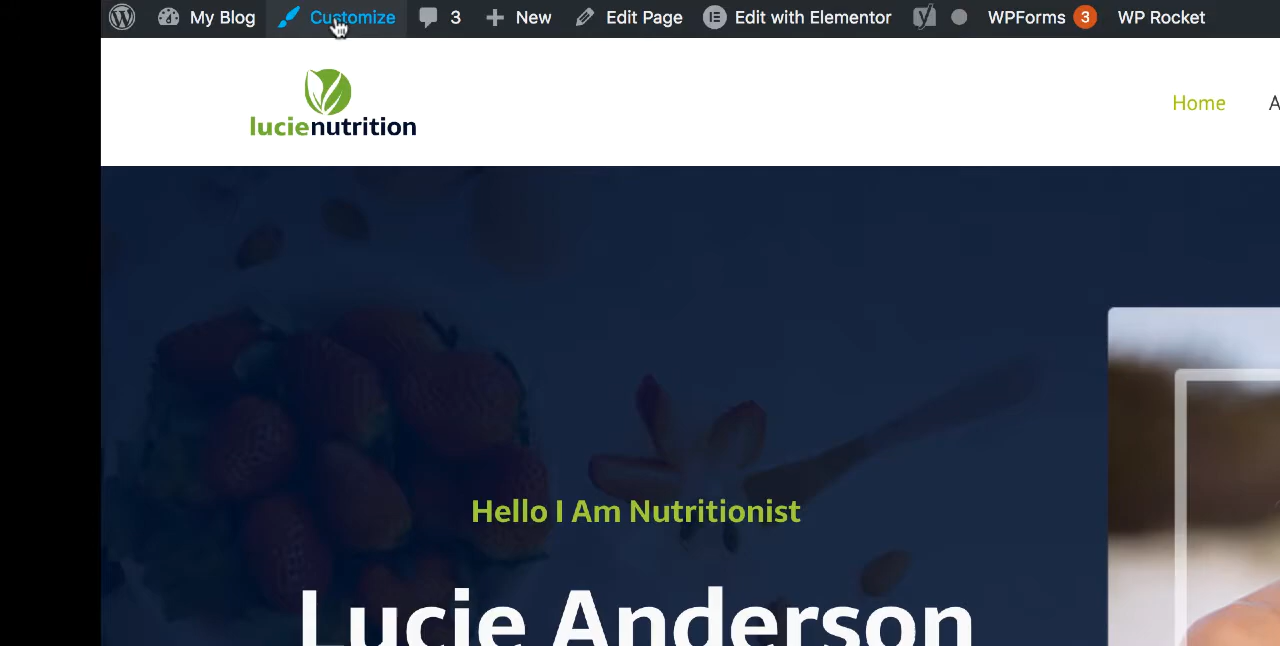 My Blog Customize 3 New Edit Page Edit with Elementor WPForms 3 WP Rocket
lucienutrition
Home
Hello I Am Nutritionist
Lucie Anderson